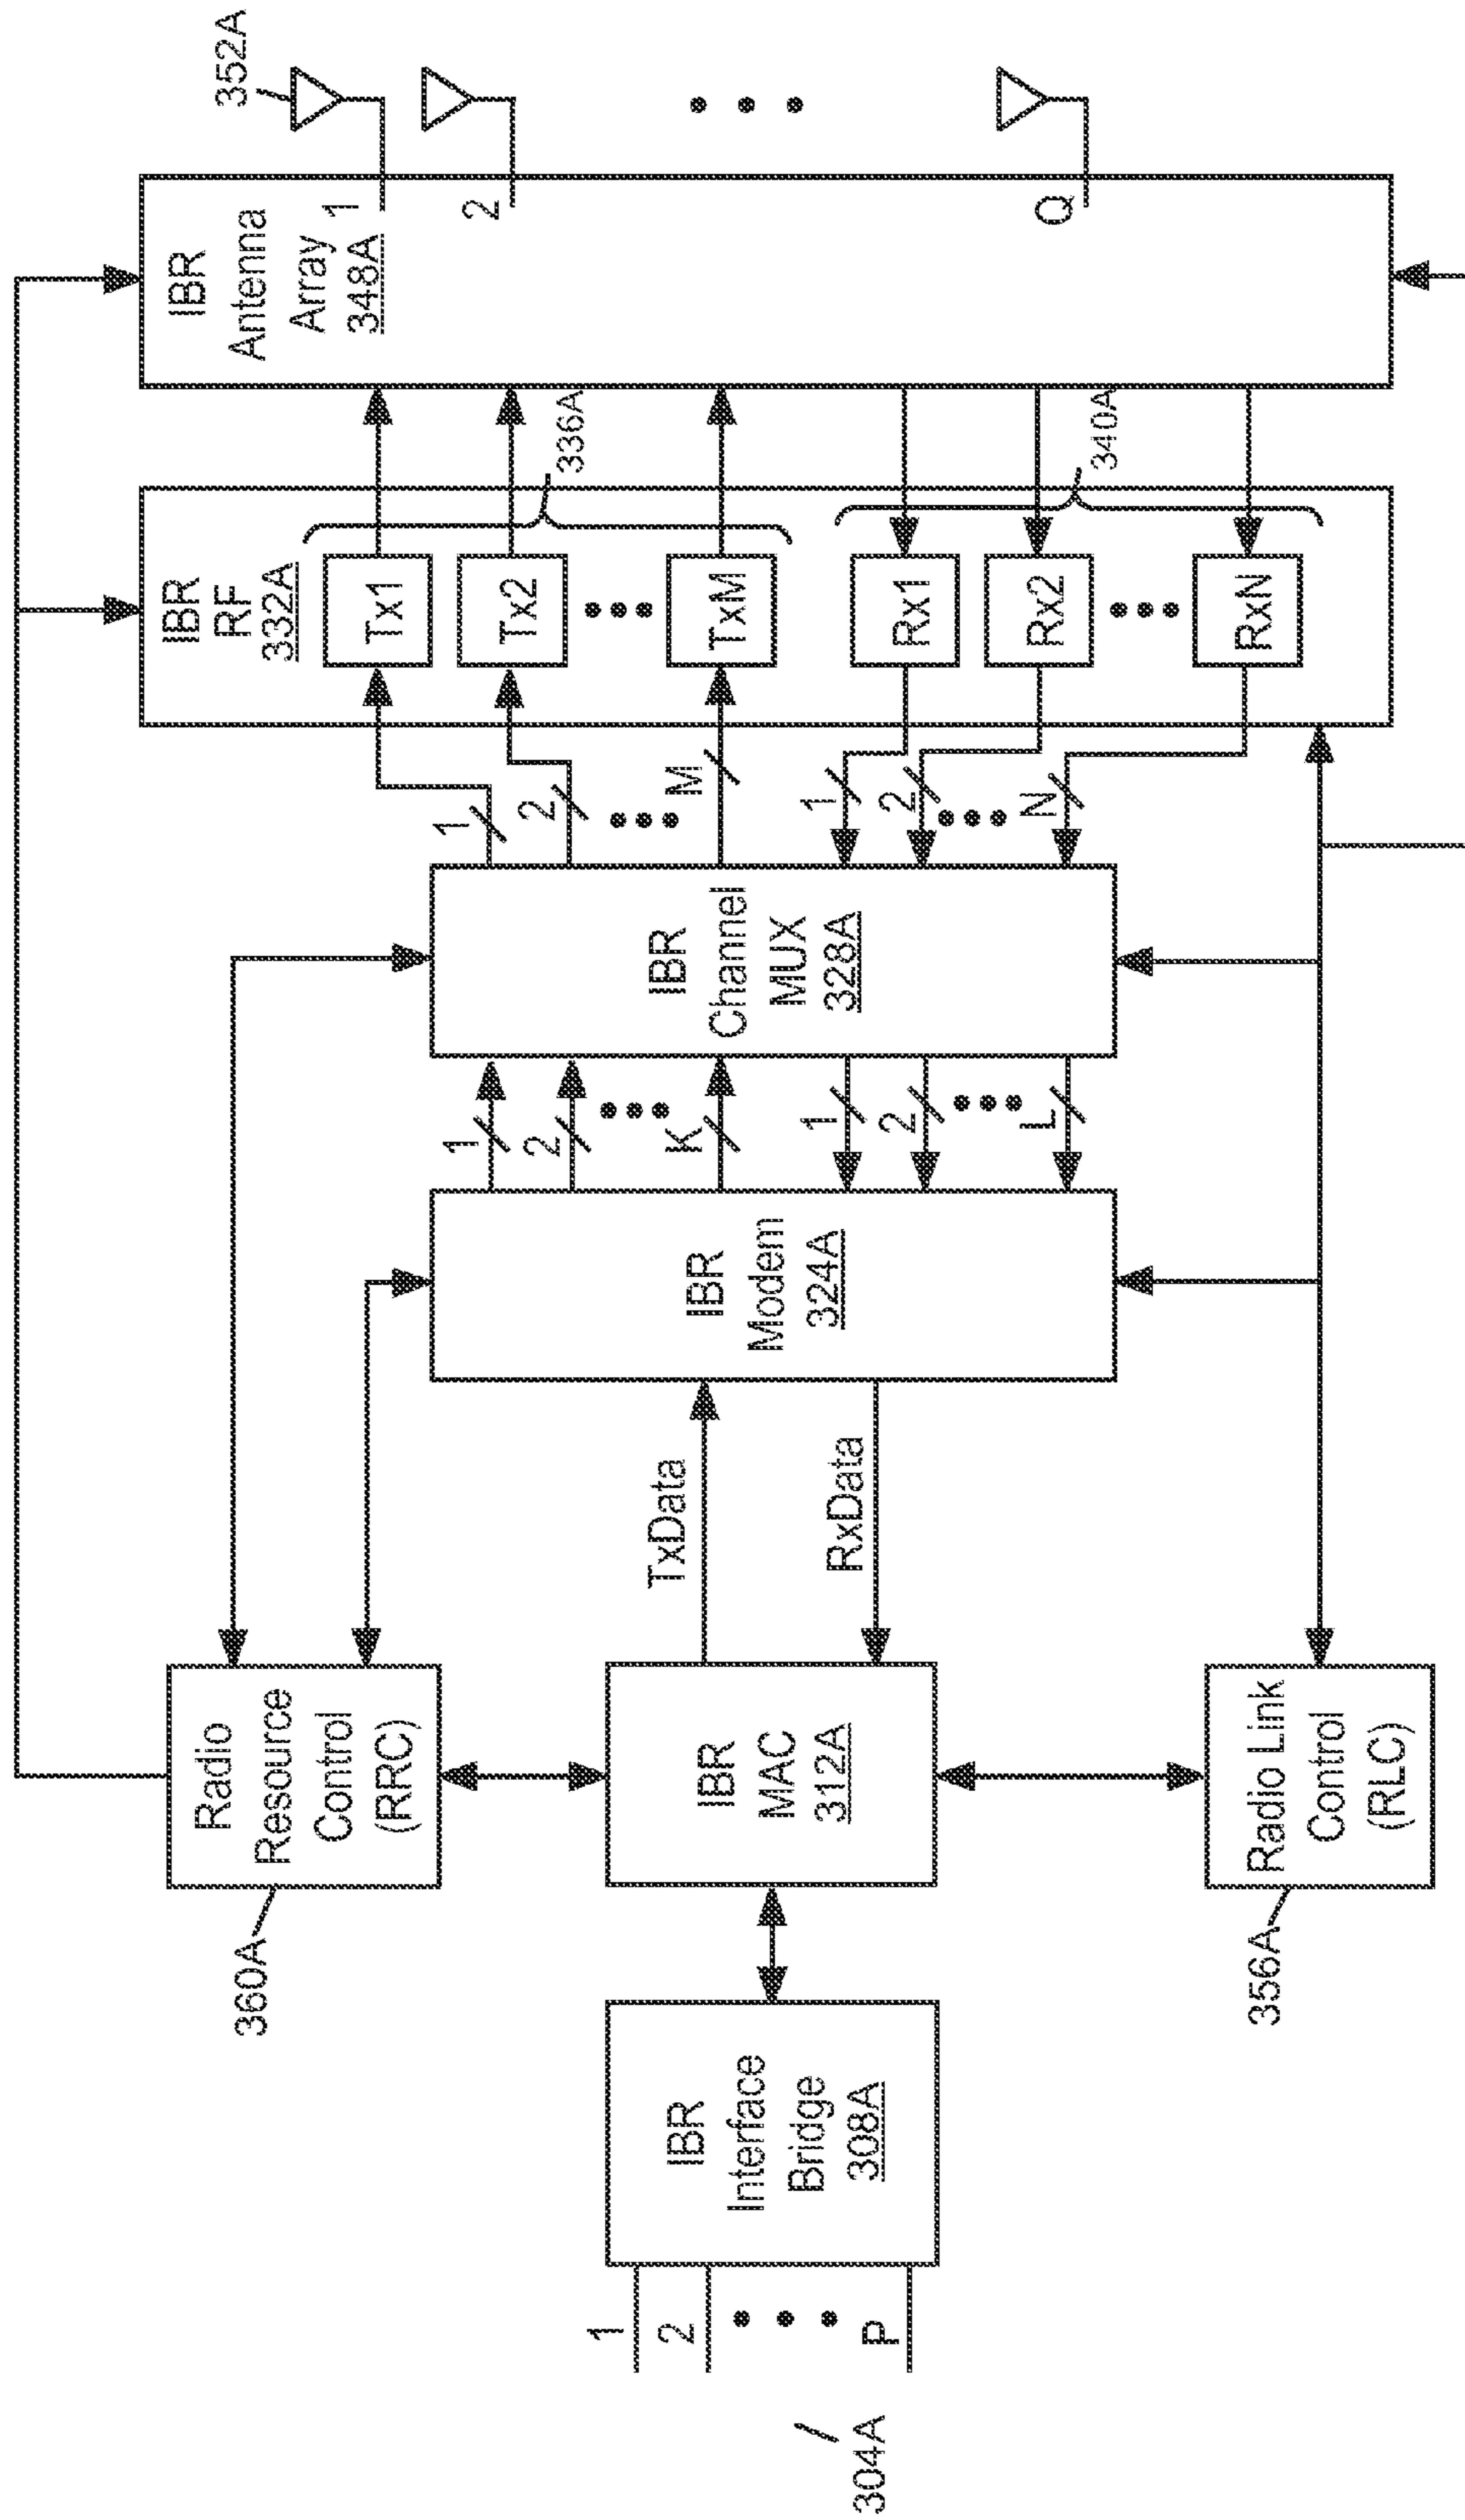 304A
1
2
P
IBR
Interface
Bridge
308A
360A
Radio
Resource
Control
(RRC)
IBR
MAC
312A
356A
Radio Link
Control
(RLC)
TxData
RxData
IBR
Modem
324A
1
2
K
1
2
L
IBR
Channel
MUX
328A
1
2
M
1
2
N
IBR
RF
332A
Tx1
Tx2
TxM
Rx1
Rx2
RxN
336A
340A
IBR
Antenna
Array
348A
1
2
Q
352A